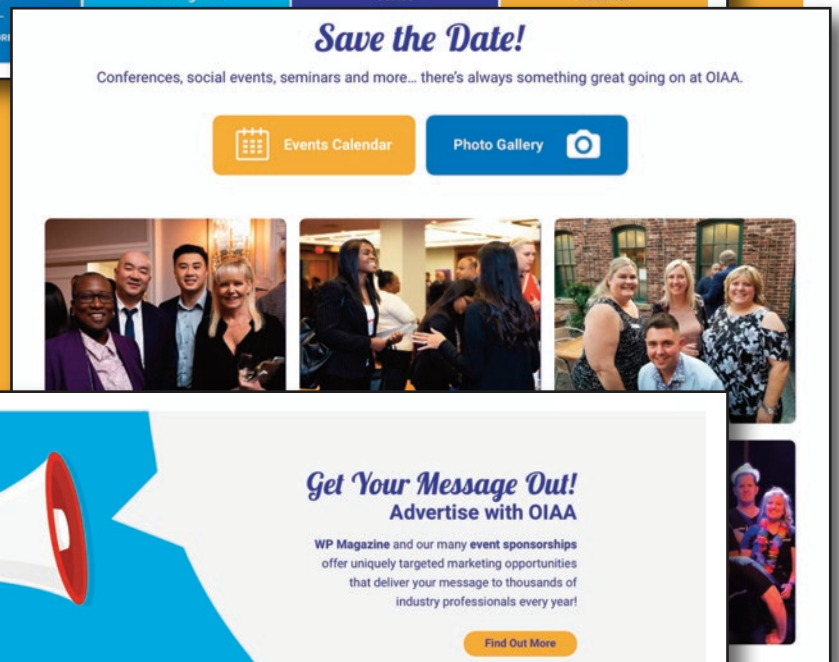 Save the Date!
Conferences, social events, seminars and more... there's always something great going on at OIAA.
Events Calendar
Photo Gallery
Get Your Message Out!
Advertise with OIAA
WP Magazine and our many event sponsorships
offer uniquely targeted marketing opportunities
that deliver your message to thousands of
industry professionals every year!
Find Out More